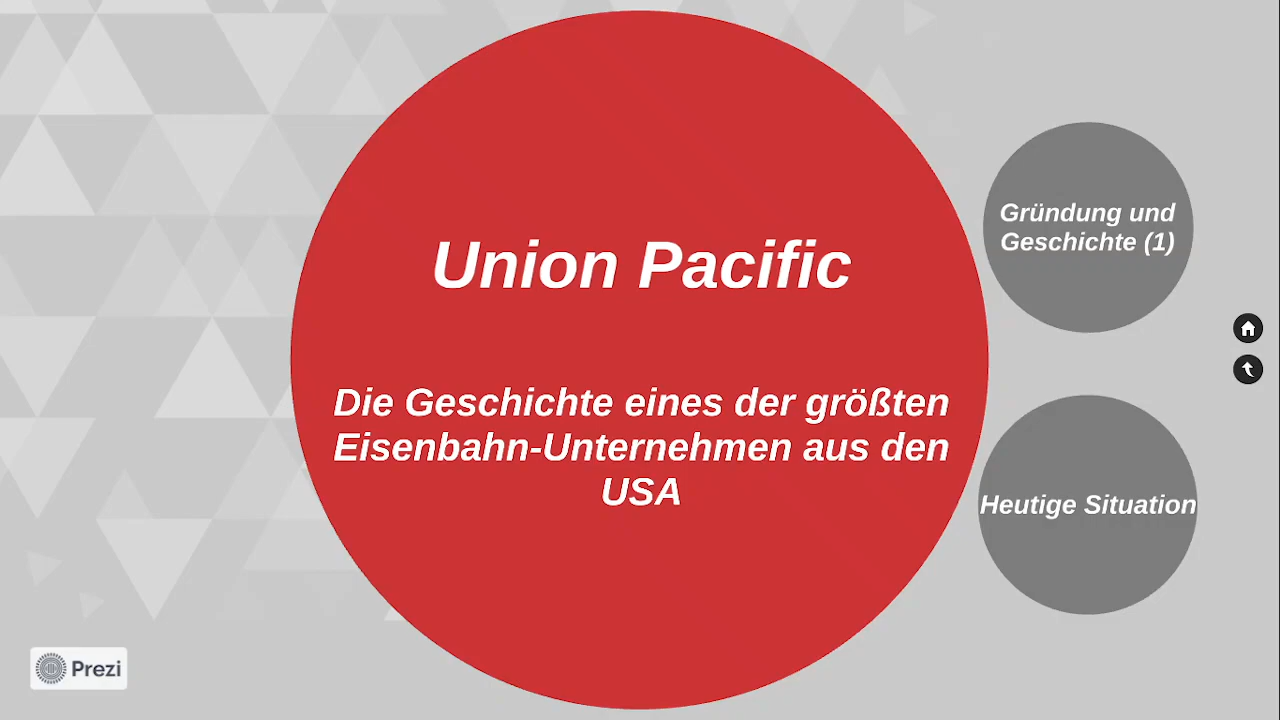 Union Pacific
Die Geschichte eines der größten
Eisenbahn-Unternehmen aus den
USA
Gründung und
Geschichte (1)
Heutige Situation
Prezi